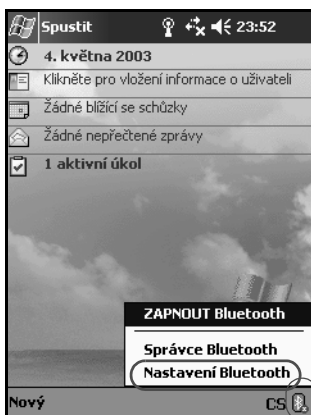 Spustit 23:52
4. května 2003
Klikněte pro vložení informace o uživateli
Žádné blížící se schůzky
Žádné nepřečtené zprávy
1 aktivní úkol
ZAPNOUT Bluetooth
Správce Bluetooth
Nastavení Bluetooth
Nový CS